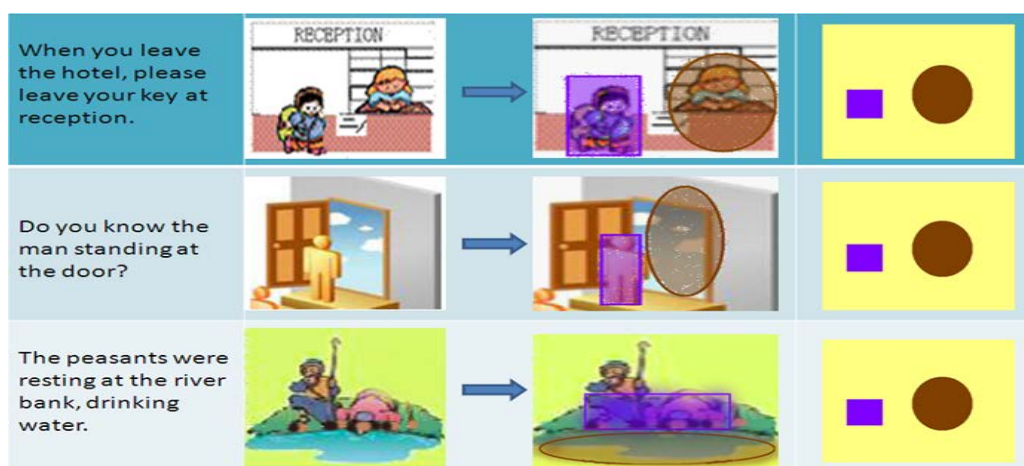 When you leave
the hotel, please
leave your key at
reception.
RECEPTION
RECEPTION
Do you know the
man standing at
the door?
The peasants were
resting at the river
bank, drinking
water.